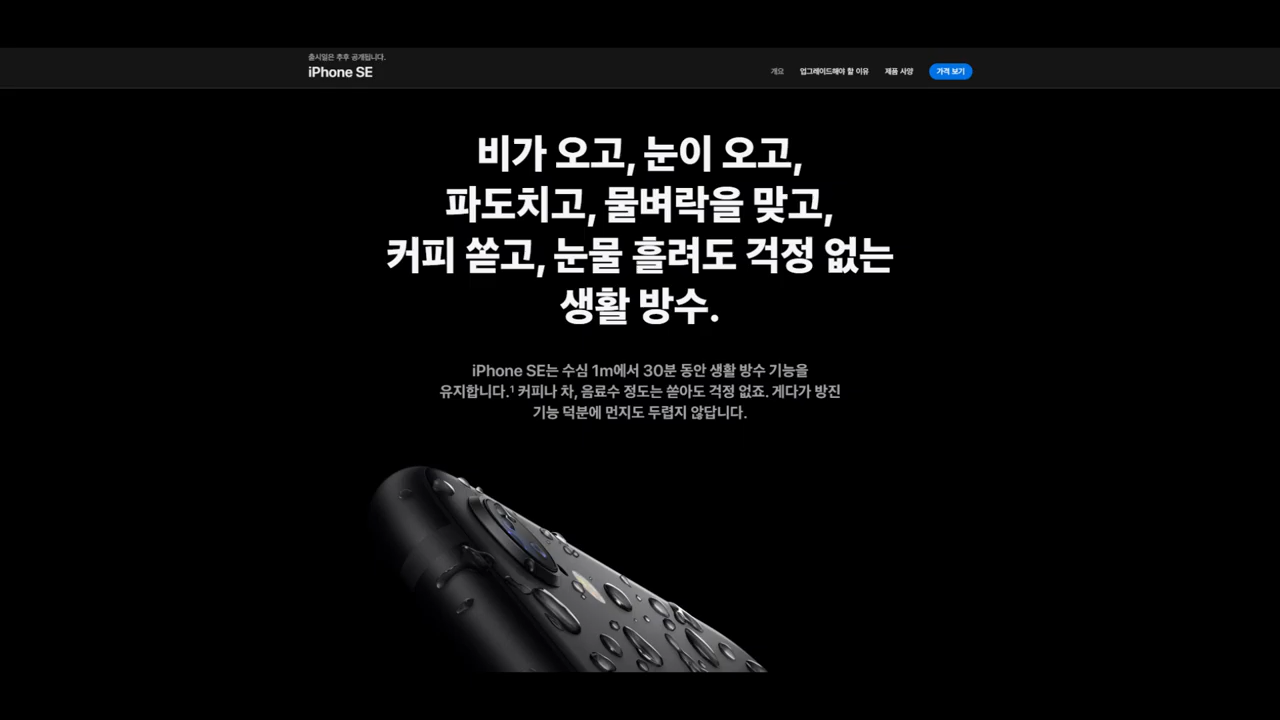 출시일은 추후 공개됩니다.
iPhone SE
개요 업그레이드해야 할 이유 제품 사양 가격 보기
비가 오고, 눈이 오고,
파도치고, 물벼락을 맞고,
커피 쏟고, 눈물 흘려도 걱정 없는
생활 방수.
iPhone SE는 수심 1m에서 30분 동안 생활 방수 기능을
유지합니다.¹ 커피나 차, 음료수 정도는 쏟아도 걱정 없죠. 게다가 방진
기능 덕분에 먼지도 두렵지 않답니다.